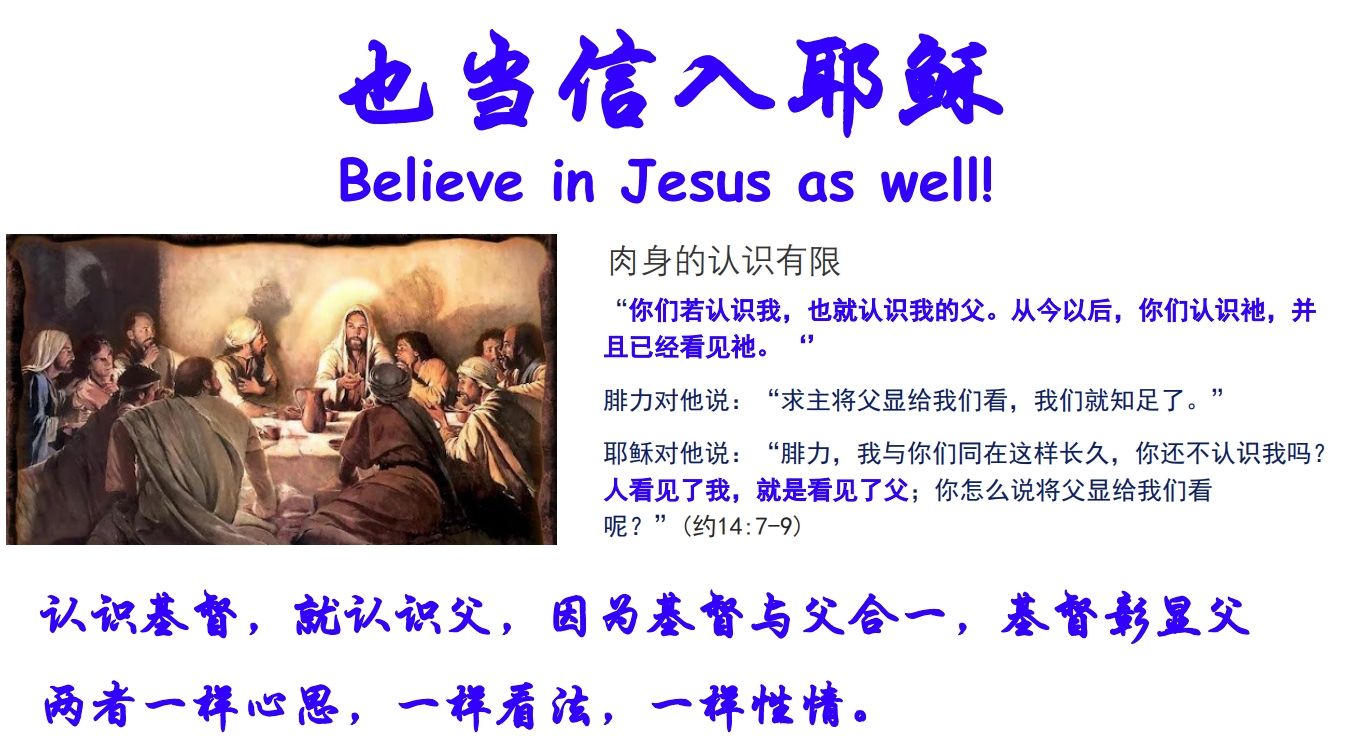 也当信入耶稣
Believe in Jesus as well!
肉身的认识有限
“你们若认识我，也就认识我的父。从今以后，你们认识祂，并
且已经看见祂。 ‘’
腓力对他说：“求主将父显给我们看，我们就知足了。”
耶稣对他说：“腓力，我与你们同在这样长久，你还不认识我吗？
人看见了我，就是看见了父；你怎么说将父显给我们看
呢？”(约14:7-9)
认识基督，就认识父，因为基督与父合一，基督彰显父
两者一样心思，一样看法，一样性情。